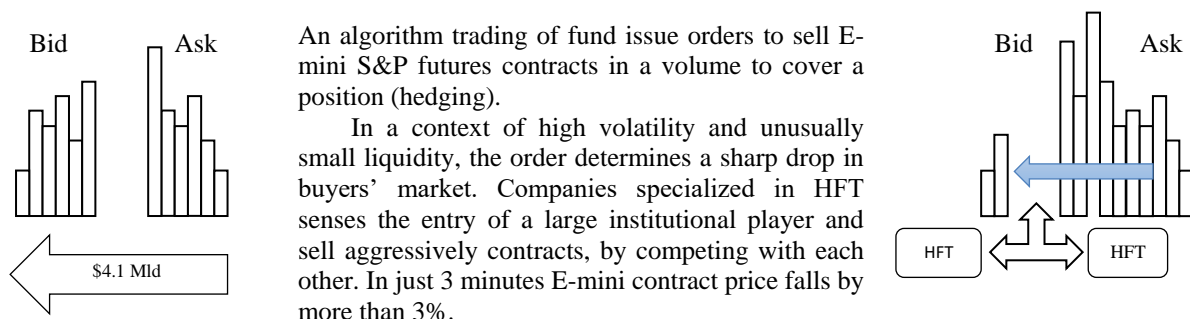 Bid
Ask
$4.1 Mld
An algorithm trading of fund issue orders to sell E-
mini S&P futures contracts in a volume to cover a
position (hedging).
In a context of high volatility and unusually
small liquidity, the order determines a sharp drop in
buyers’ market. Companies specialized in HFT
senses the entry of a large institutional player and
sell aggressively contracts, by competing with each
other. In just 3 minutes E-mini contract price falls by
more than 3%.
Bid
Ask
HFT
HFT